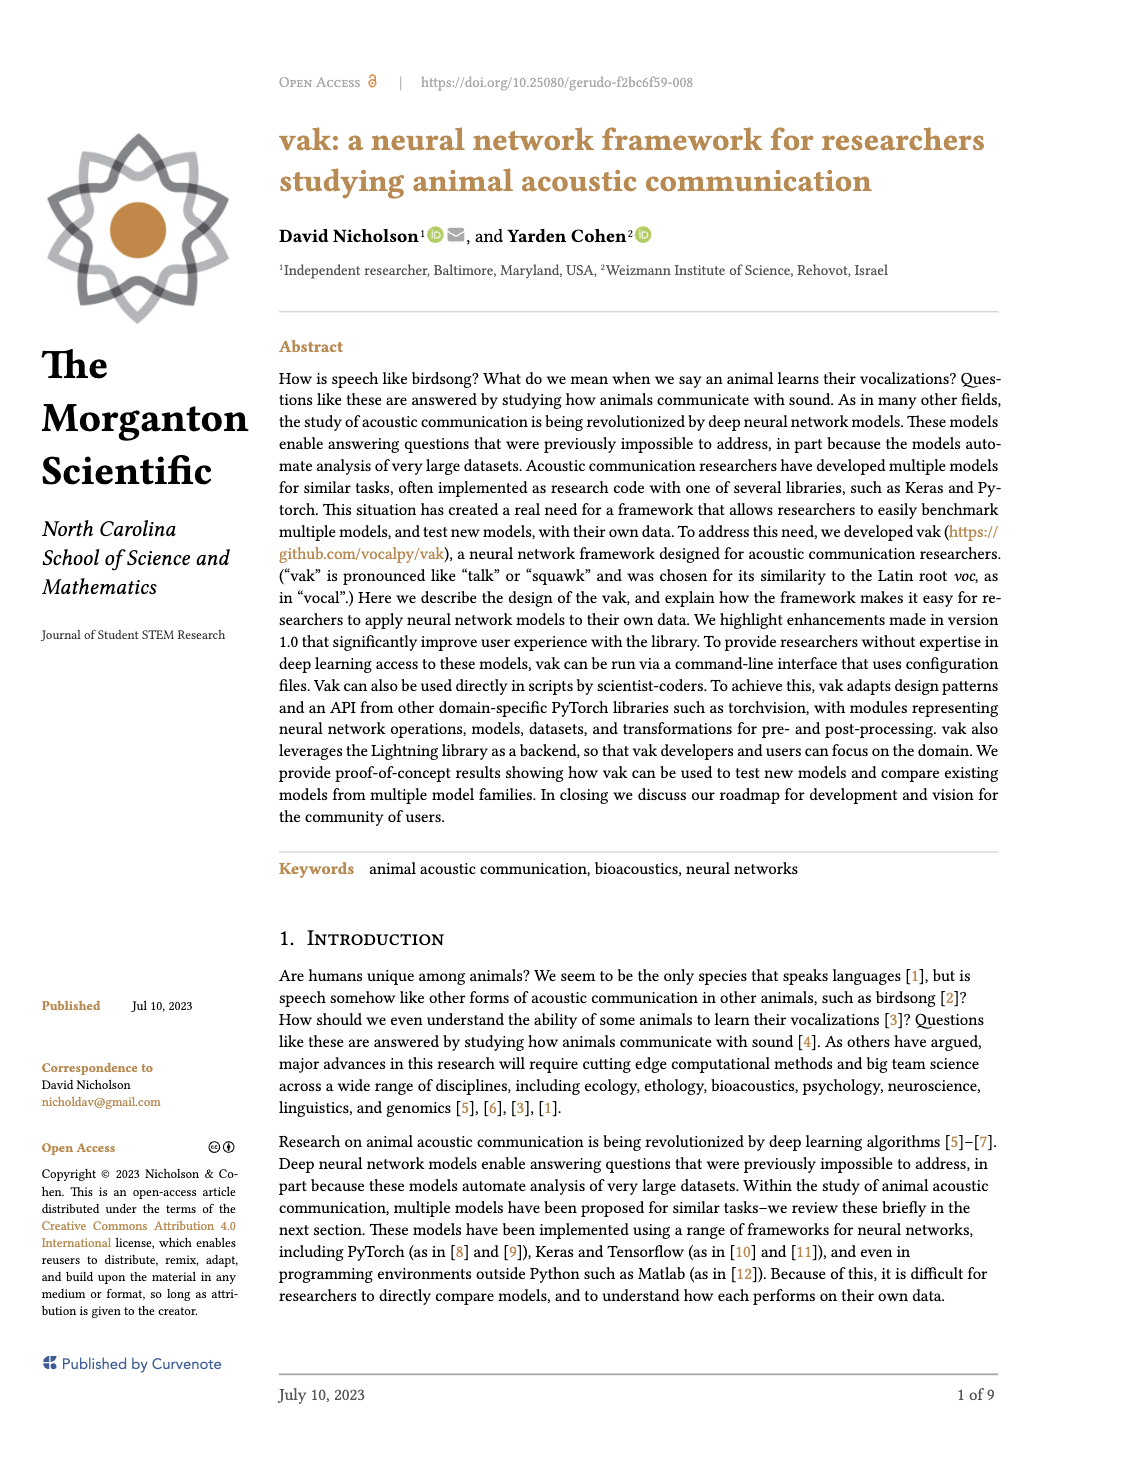 OPEN ACCESS | https://doi.org/10.25080/gerudo-f2bc6f59-008
vak: a neural network framework for researchers
studying animal acoustic communication
David Nicholson1, and Yarden Cohen2
1Independent researcher, Baltimore, Maryland, USA, 2Weizmann Institute of Science, Rehovot, Israel
The
Morganton
Scientific
North Carolina
School of Science and
Mathematics
Journal of Student STEM Research
Abstract
How is speech like birdsong? What do we mean when we say an animal learns their vocalizations? Ques-
tions like these are answered by studying how animals communicate with sound. As in many other fields,
the study of acoustic communication is being revolutionized by deep neural network models. These models
enable answering questions that were previously impossible to address, in part because the models auto-
mate analysis of very large datasets. Acoustic communication researchers have developed multiple models
for similar tasks, often implemented as research code with one of several libraries, such as Keras and Py-
torch. This situation has created a real need for a framework that allows researchers to easily benchmark
multiple models, and test new models, with their own data. To address this need, we developed vak (https://
github.com/vocalpy/vak), a neural network framework designed for acoustic communication researchers.
(“vak” is pronounced like “talk” or “squawk” and was chosen for its similarity to the Latin root voc, as
in “vocal”.) Here we describe the design of the vak, and explain how the framework makes it easy for re-
searchers to apply neural network models to their own data. We highlight enhancements made in version
1.0 that significantly improve user experience with the library. To provide researchers without expertise in
deep learning access to these models, vak can be run via a command-line interface that uses configuration
files. Vak can also be used directly in scripts by scientist-coders. To achieve this, vak adapts design patterns
and an API from other domain-specific PyTorch libraries such as torchvision, with modules representing
neural network operations, models, datasets, and transformations for pre- and post-processing. vak also
leverages the Lightning library as a backend, so that vak developers and users can focus on the domain. We
provide proof-of-concept results showing how vak can be used to test new models and compare existing
models from multiple model families. In closing we discuss our roadmap for development and vision for
the community of users.
Keywords animal acoustic communication, bioacoustics, neural networks
1. INTRODUCTION
Are humans unique among animals? We seem to be the only species that speaks languages [1], but is
speech somehow like other forms of acoustic communication in other animals, such as birdsong [2]?
How should we even understand the ability of some animals to learn their vocalizations [3]? Questions
like these are answered by studying how animals communicate with sound [4]. As others have argued,
major advances in this research will require cutting edge computational methods and big team science
across a wide range of disciplines, including ecology, ethology, bioacoustics, psychology, neuroscience,
linguistics, and genomics [5], [6], [3], [1].
Research on animal acoustic communication is being revolutionized by deep learning algorithms [5]–[7].
Deep neural network models enable answering questions that were previously impossible to address, in
part because these models automate analysis of very large datasets. Within the study of animal acoustic
communication, multiple models have been proposed for similar tasks–we review these briefly in the
next section. These models have been implemented using a range of frameworks for neural networks,
including PyTorch (as in [8] and [9]), Keras and Tensorflow (as in [10] and [11]), and even in
programming environments outside Python such as Matlab (as in [12]). Because of this, it is difficult for
researchers to directly compare models, and to understand how each performs on their own data.
Published Jul 10, 2023
Correspondence to
David Nicholson
nicholdav@gmail.com
Open Access
Copyright © 2023 Nicholson & Co-
hen. This is an open-access article
distributed under the terms of the
Creative Commons Attribution 4.0
International license, which enables
reusers to distribute, remix, adapt,
and build upon the material in any
medium or format, so long as attri-
bution is given to the creator.
Published by Curvenote
July 10, 2023 1 of 9